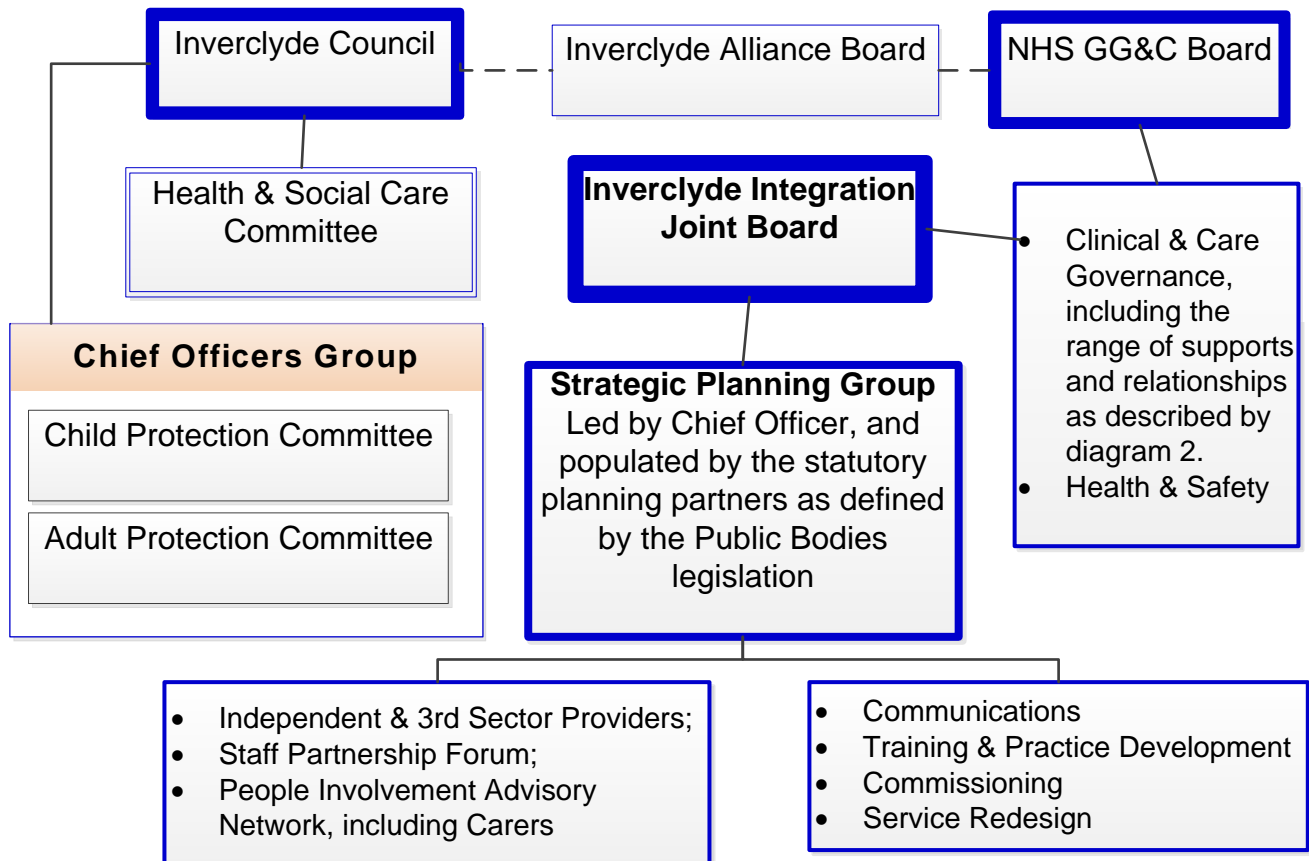 Inverclyde Council
Inverclyde Alliance Board
NHS GG&C Board
Health & Social Care
Committee
Inverclyde Integration
Joint Board
• Clinical & Care
Governance,
including the
range of supports
and relationships
as described by
diagram 2.
• Health & Safety
Chief Officers Group
Child Protection Committee
Adult Protection Committee
Strategic Planning Group
Led by Chief Officer, and
populated by the statutory
planning partners as defined
by the Public Bodies
legislation
• Independent & 3rd Sector Providers;
• Staff Partnership Forum;
• People Involvement Advisory
Network, including Carers
• Communications
• Training & Practice Development
• Commissioning
• Service Redesign